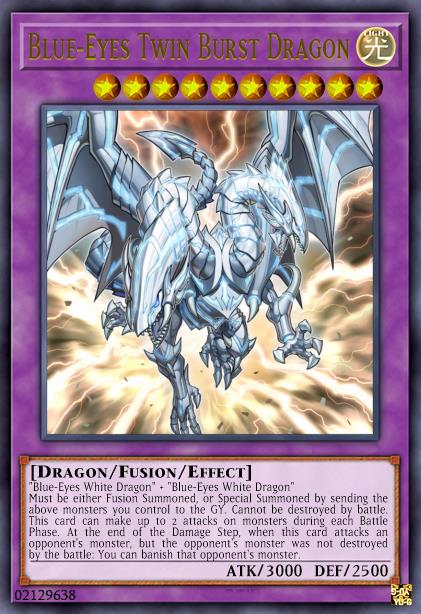 Blue-Eyes Twin Burst Dragon
LIGHT
光
[Dragon/Fusion/Effect]
"Blue-Eyes White Dragon" + "Blue-Eyes White Dragon"
Must be either Fusion Summoned, or Special Summoned by sending the
above monsters you control to the GY. Cannot be destroyed by battle.
This card can make up to 2 attacks on monsters during each Battle
Phase. At the end of the Damage Step, when this card attacks an
opponent's monster, but the opponent's monster was not destroyed
by the battle: You can banish that opponent's monster.
ATK/3000 DEF/2500
02129638